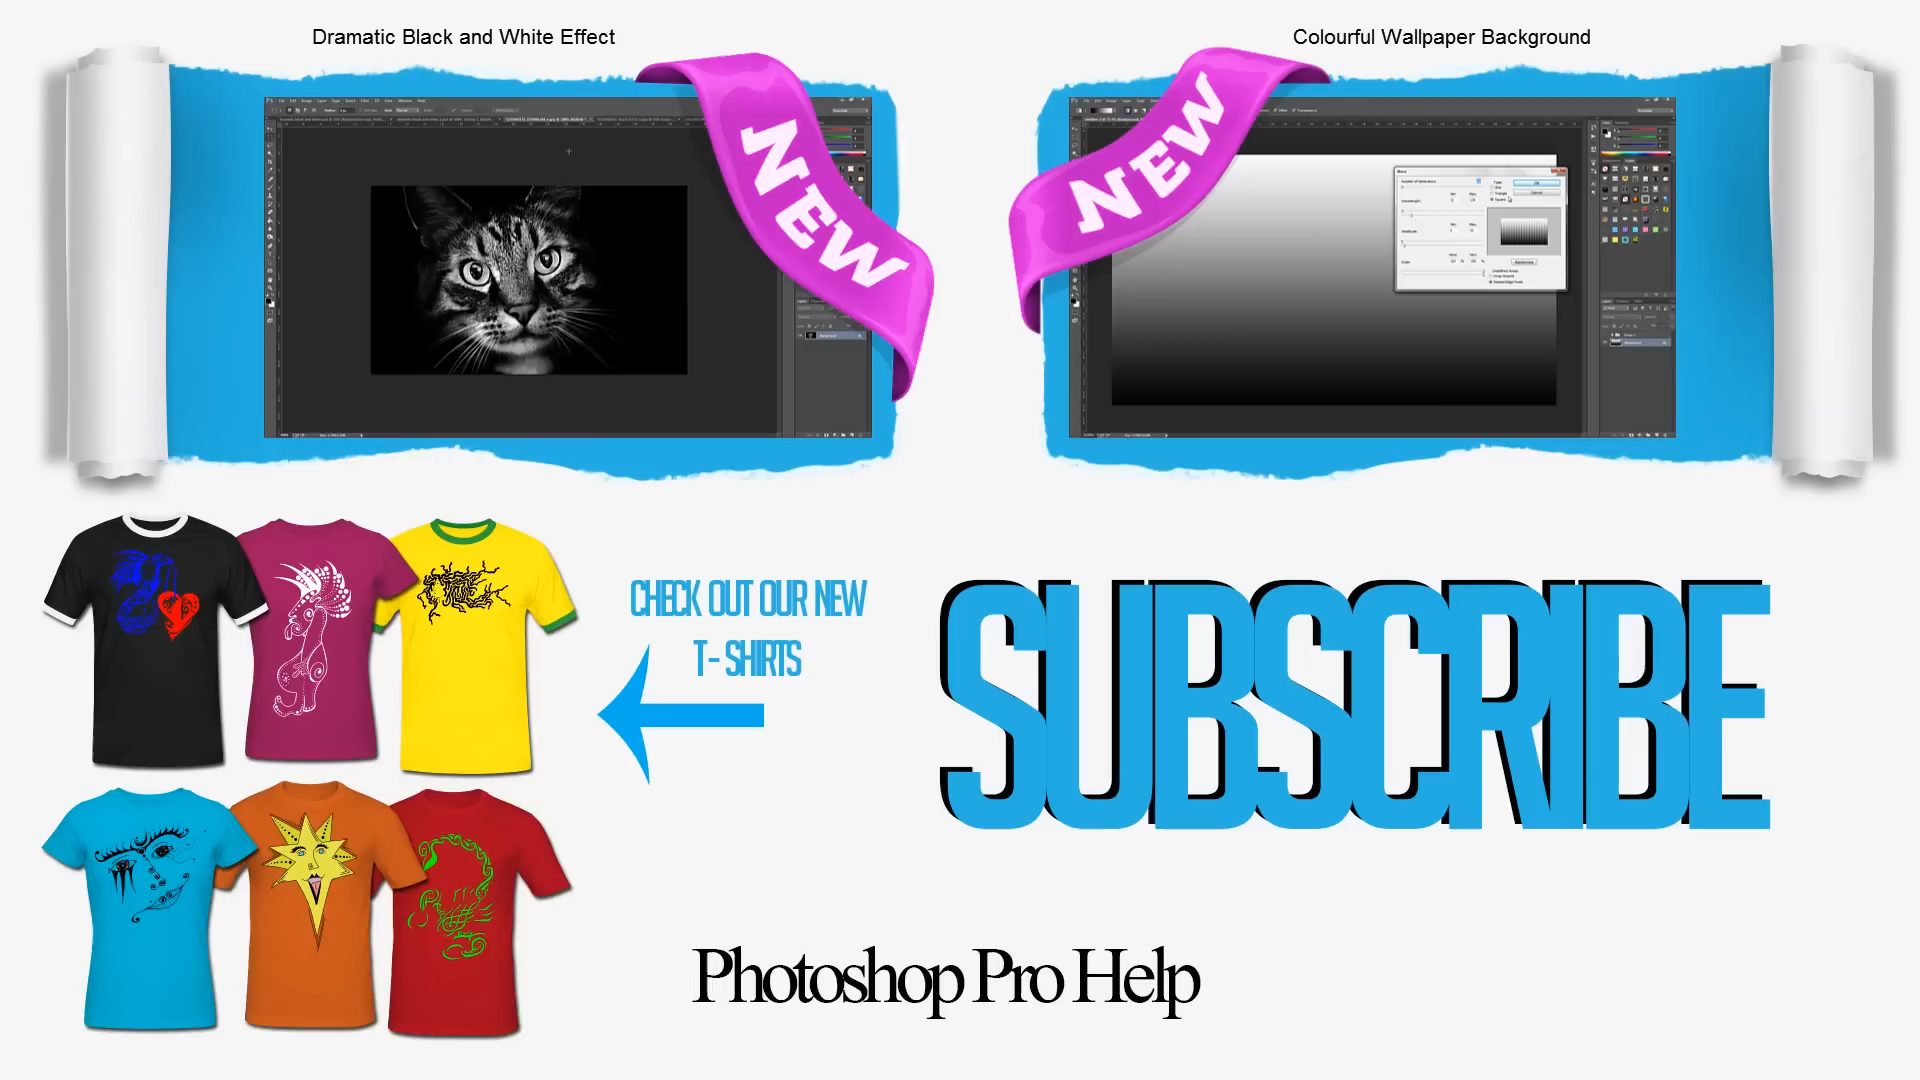 Dramatic Black and White Effect
Colourful Wallpaper Background
NEW
NEW
CHECK OUT OUR NEW
T- SHIRTS
SUBSCRIBE
Photoshop Pro Help